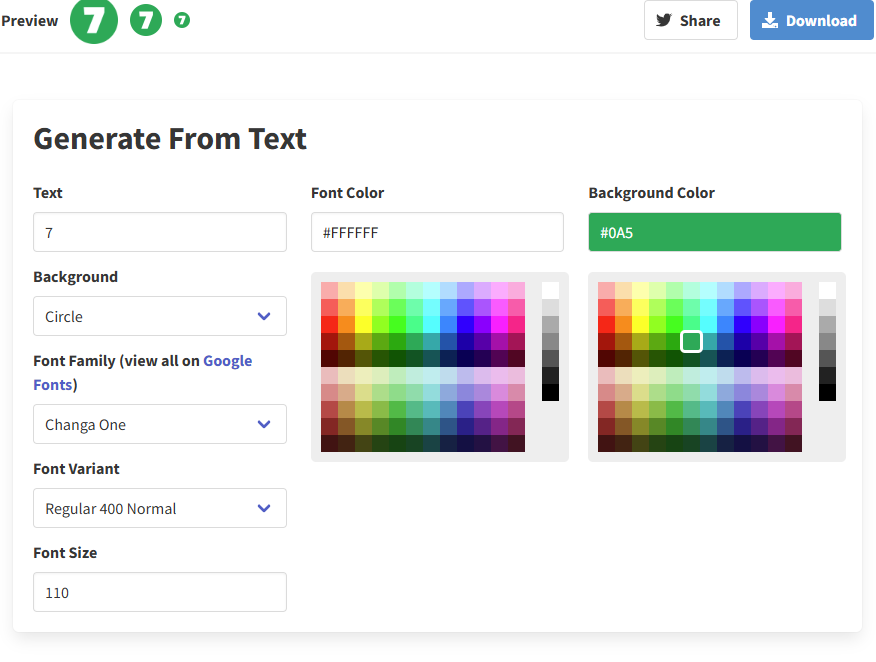 Preview 7 7 7 Share Download
Generate From Text
Text
7
Background
Circle
Font Family (view all on Google
Fonts)
Changa One
Font Variant
Regular 400 Normal
Font Size
110
Font Color
#FFFFFF
Background Color
#0A5